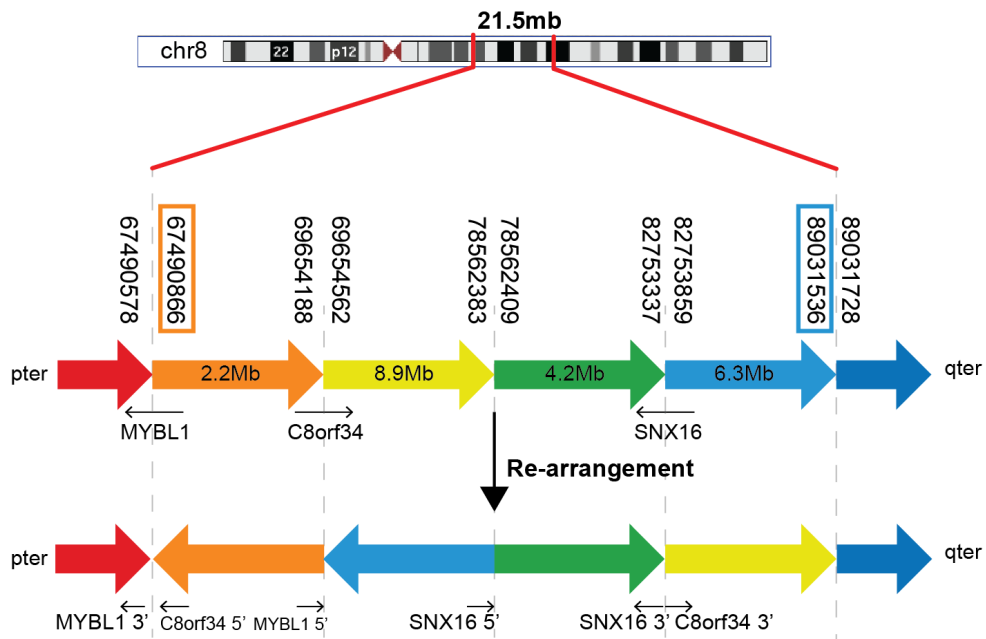 21.5mb
chr8
22
p12
67490578
67490866
69654188
69654562
78562383
78562409
82753337
82753859
89031536
89031728
pter
2.2Mb
8.9Mb
4.2Mb
6.3Mb
qter
MYBL1
C8orf34
SNX16
Re-arrangement
pter
qter
MYBL1 3’
C8orf34 5’
MYBL1 5’
SNX16 5’
SNX16 3’
C8orf34 3’